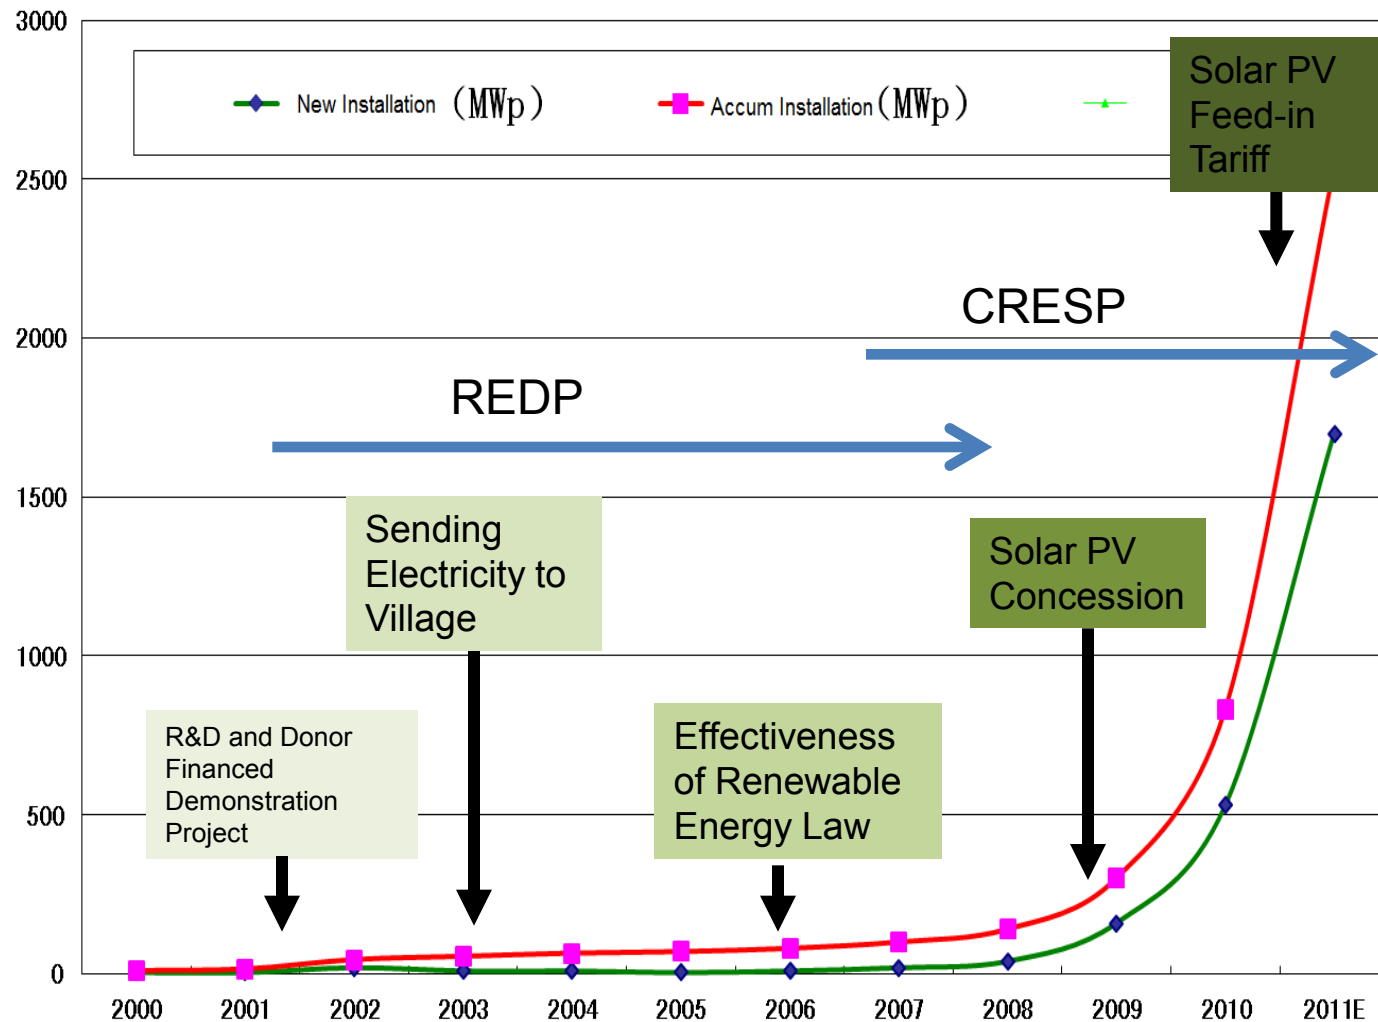 3000
2500
2000
1500
1000
500
0
New Installation (MWp)
Accum Installation (MWp)
Solar PV
Feed-in
Tariff
CRESP
REDP
Sending
Electricity to
Village
Solar PV
Concession
R&D and Donor
Financed
Demonstration
Project
Effectiveness
of Renewable
Energy Law
2000 2001 2002 2003 2004 2005 2006 2007 2008 2009 2010 2011E